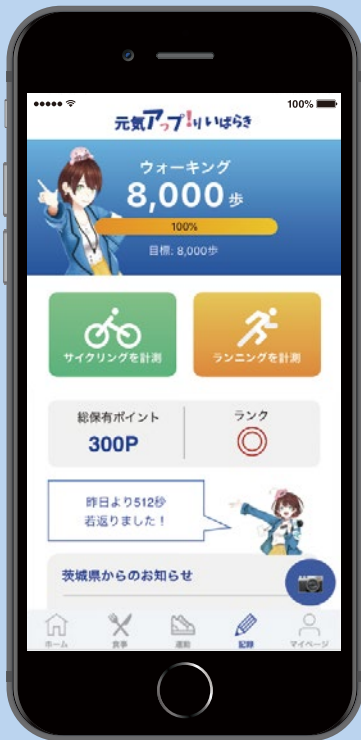 100%
元気アっプ!りいばらき
ウォーキング
8,000歩
100%
目標: 8,000歩
サイクリングを計測
ランニングを計測
総保有ポイント
300P
ランク
昨日より512秒
若返りました！
茨城県からのお知らせ
ホーム
食事
運動
記録
マイページ